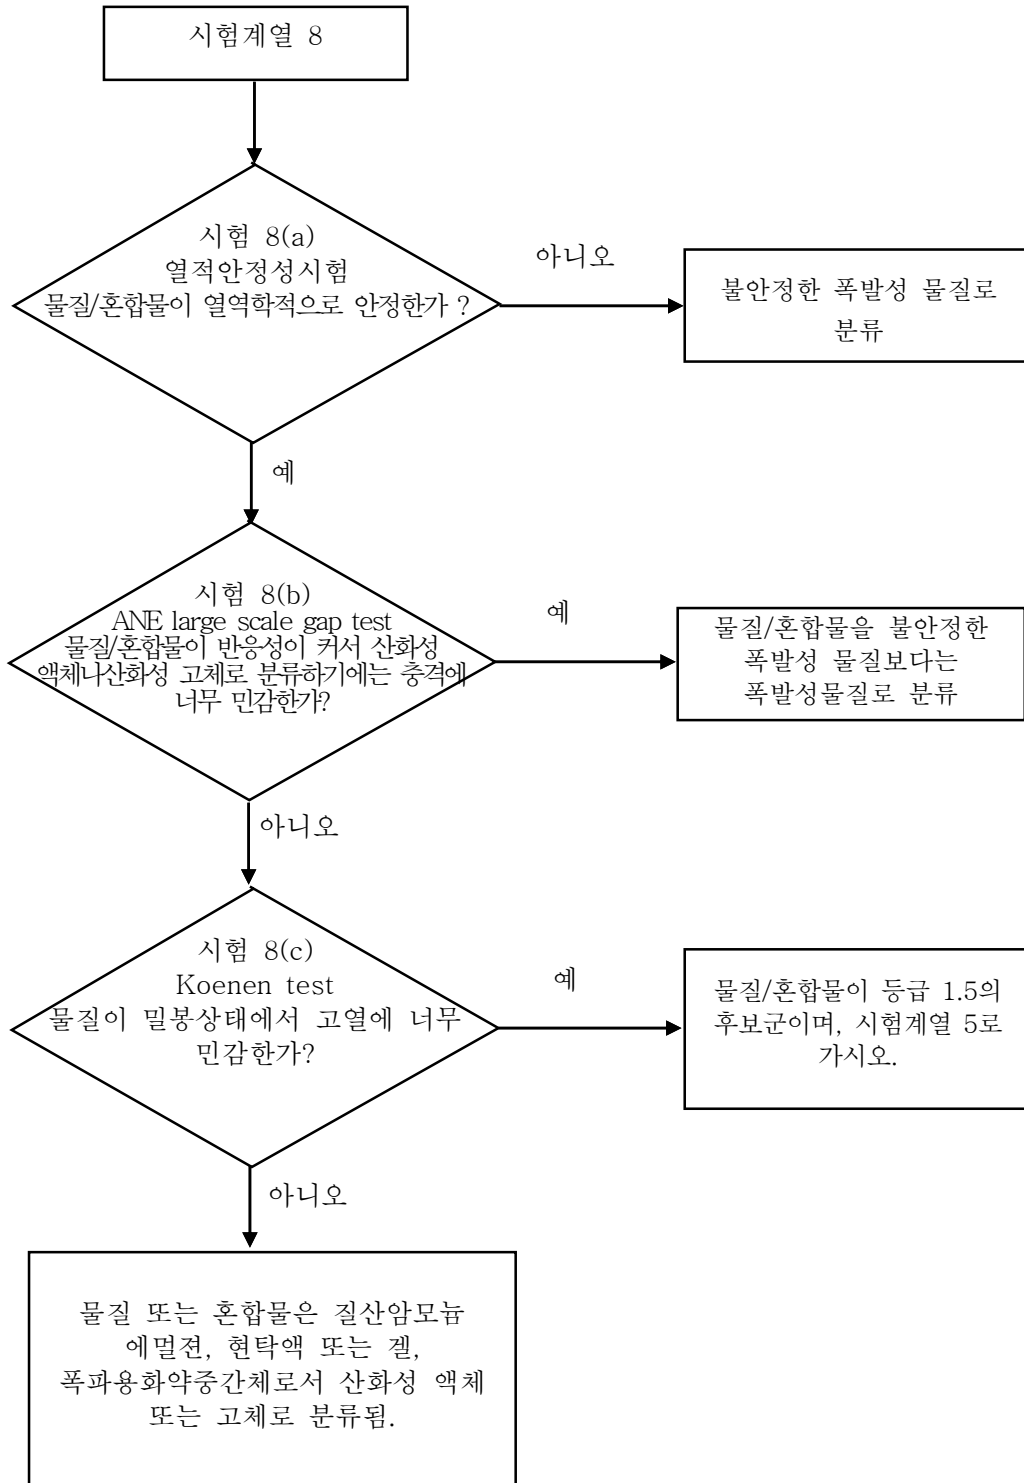 시험계열 8
시험 8(a)
열적안정성시험
물질/혼합물이 열역학적으로 안정한가 ?
아니오
불안정한 폭발성 물질로
분류
예
시험 8(b)
ANE large scale gap test
물질/혼합물이 반응성이 커서 산화성
액체나산화성 고체로 분류하기에는 충격에
너무 민감한가?
예
물질/혼합물을 불안정한
폭발성 물질보다는
폭발성물질로 분류
아니오
시험 8(c)
Koenen test
물질이 밀봉상태에서 고열에 너무
민감한가?
예
물질/혼합물이 등급 1.5의
후보군이며, 시험계열 5로
가시오.
아니오
물질 또는 혼합물은 질산암모늄
에멀젼, 현탁액 또는 겔,
폭파용화약중간체로서 산화성 액체
또는 고체로 분류됨.